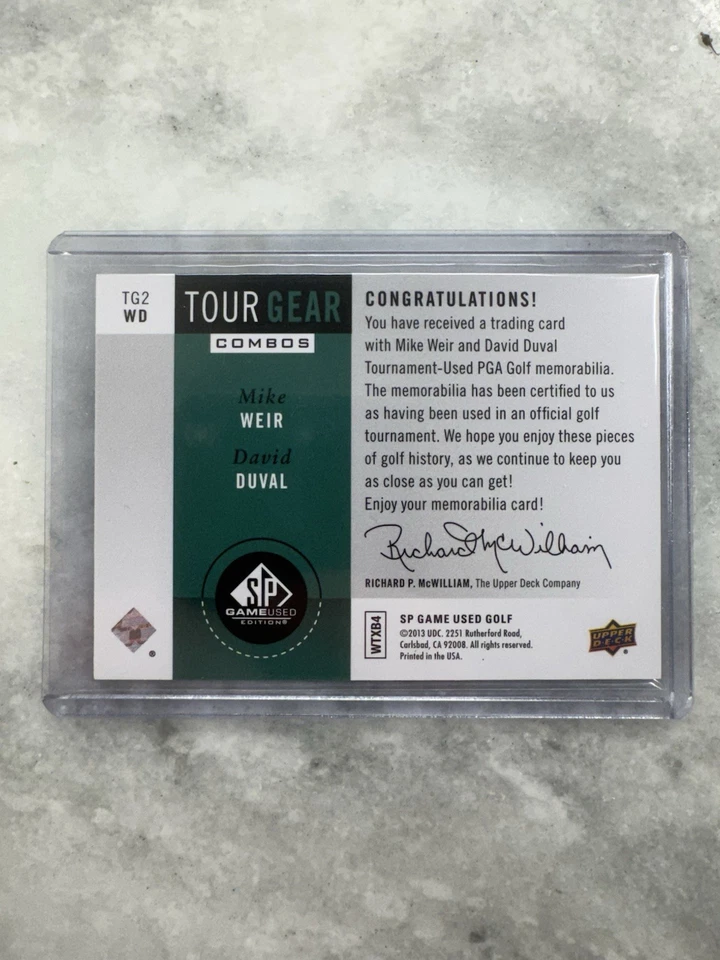 TG2
WD
TOUR GEAR
COMBOS
Mike
WEIR
David
DUVAL
SP
GAMEUSED
EDITION®
®
CONGRATULATIONS!
You have received a trading card
with Mike Weir and David Duval
Tournament-Used PGA Golf memorabilia.
The memorabilia has been certified to us
as having been used in an official golf
tournament. We hope you enjoy these pieces
of golf history, as we continue to keep you
as close as you can get!
Enjoy your memorabilia card!
Richard McWilliam
RICHARD P. McWILLIAM, The Upper Deck Company
WTXB4
SP GAME USED GOLF
©2013 UDC. 2251 Rutherford Road,
Carlsbad, CA 92008. All rights reserved.
Printed in the USA.
UPPER
DECK
®